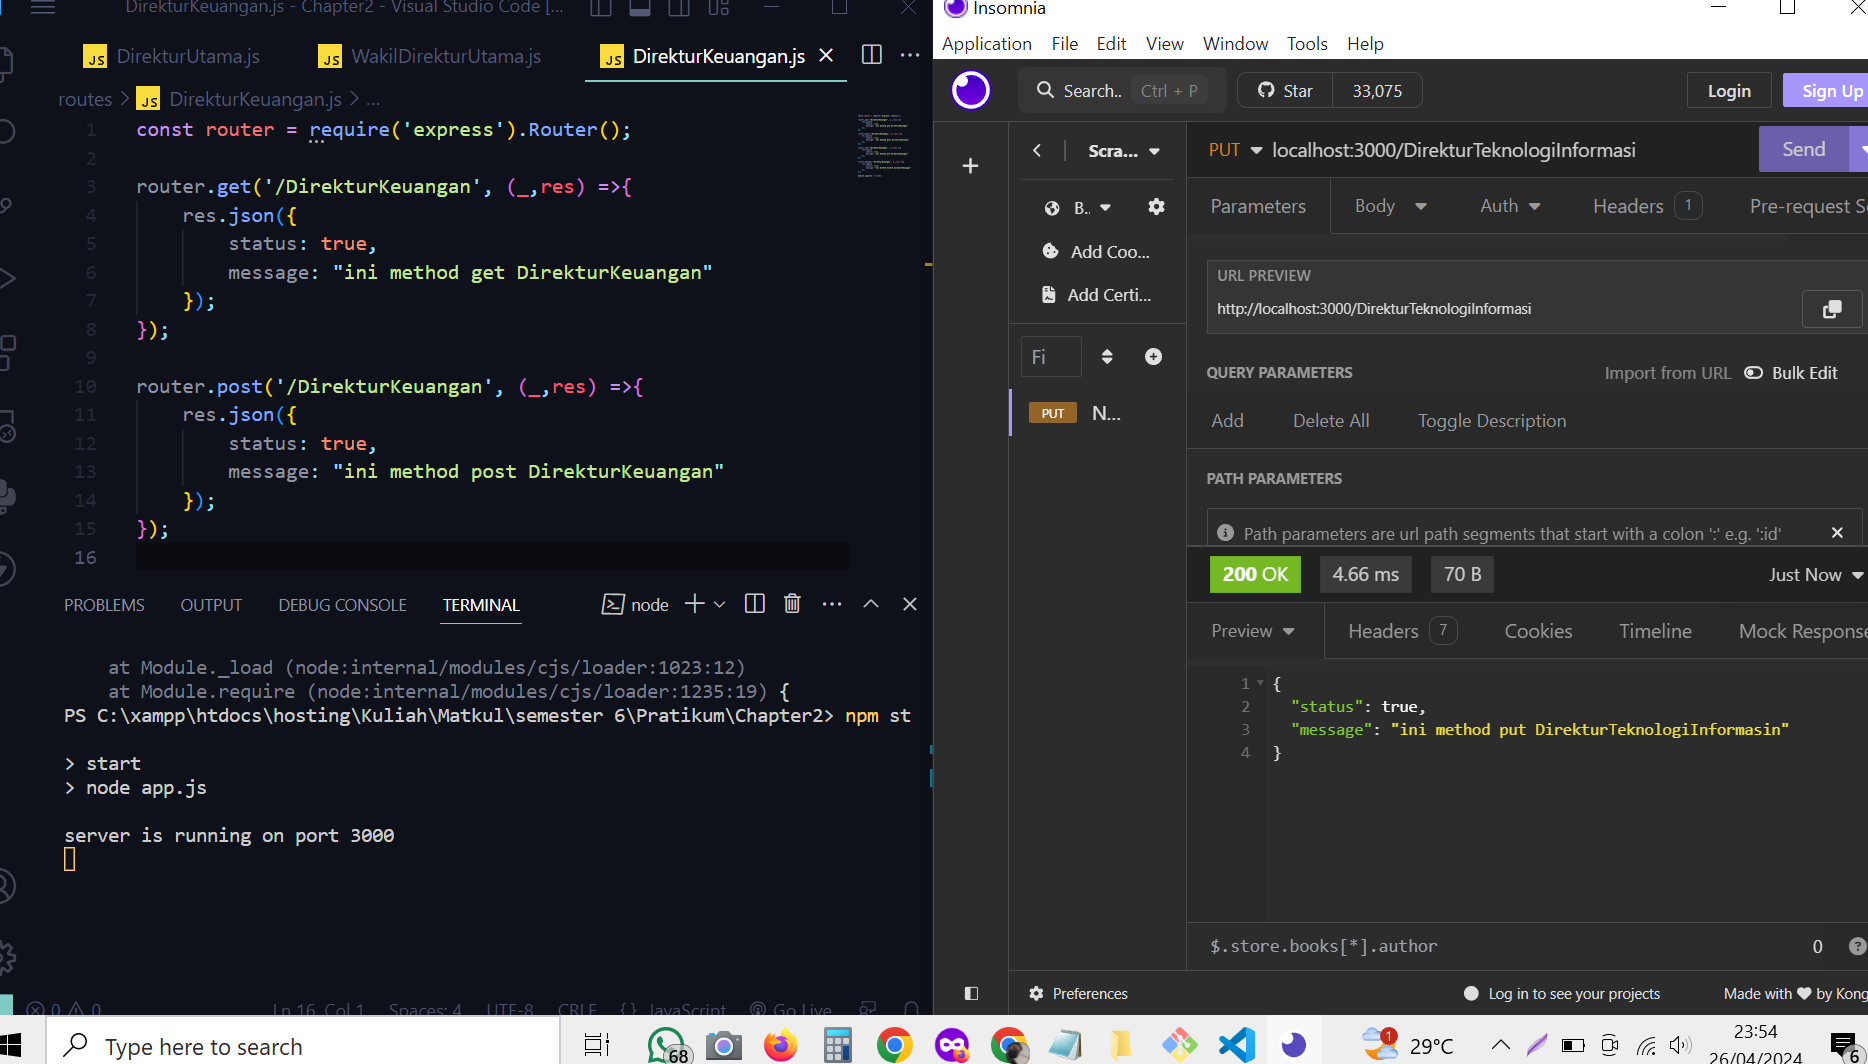 DirekturKeuangan.js - Chapter2 - Visual Studio Code [...
DirekturUtama.js
WakilDirekturUtama.js
DirekturKeuangan.js
routes > JS DirekturKeuangan.js > ...
1 const router = require('express').Router();
2
3 router.get('/DirekturKeuangan', (_,res) =>{
4 res.json({
5 status: true,
6 message: "ini method get DirekturKeuangan"
7 });
8 });
9
10 router.post('/DirekturKeuangan', (_,res) =>{
11 res.json({
12 status: true,
13 message: "ini method post DirekturKeuangan"
14 });
15 });
16
PROBLEMS OUTPUT DEBUG CONSOLE TERMINAL node
at Module._load (node:internal/modules/cjs/loader:1023:12)
at Module.require (node:internal/modules/cjs/loader:1235:19) {
PS C:\xampp\htdocs\hosting\Kuliah\Matkul\semester 6\Pratikum\Chapter2> npm st
> start
> node app.js
server is running on port 3000
0 0 Ln 16, Col 1 Spaces: 4 UTF-8 CRLF {} JavaScript Go Live
Insomnia
Application File Edit View Window Tools Help
Search.. Ctrl + P Star 33,075 Login Sign Up
Scra...
PUT localhost:3000/DirekturTeknologiInformasi Send
B..
Parameters Body Auth Headers 1 Pre-request S
Add Coo...
Add Certi...
URL PREVIEW
http://localhost:3000/DirekturTeknologiInformasi
Fi
PUT N...
QUERY PARAMETERS Import from URL Bulk Edit
Add Delete All Toggle Description
PATH PARAMETERS
Path parameters are url path segments that start with a colon ':' e.g. ':id'
200 OK 4.66 ms 70 B Just Now
Preview Headers 7 Cookies Timeline Mock Response
1 {
2 "status": true,
3 "message": "ini method put DirekturTeknologiInformasin"
4 }
$.store.books[*].author 0
Preferences Log in to see your projects Made with ♥ by Kong
Type here to search
68
1
29°C
23:54
26/04/2024
6